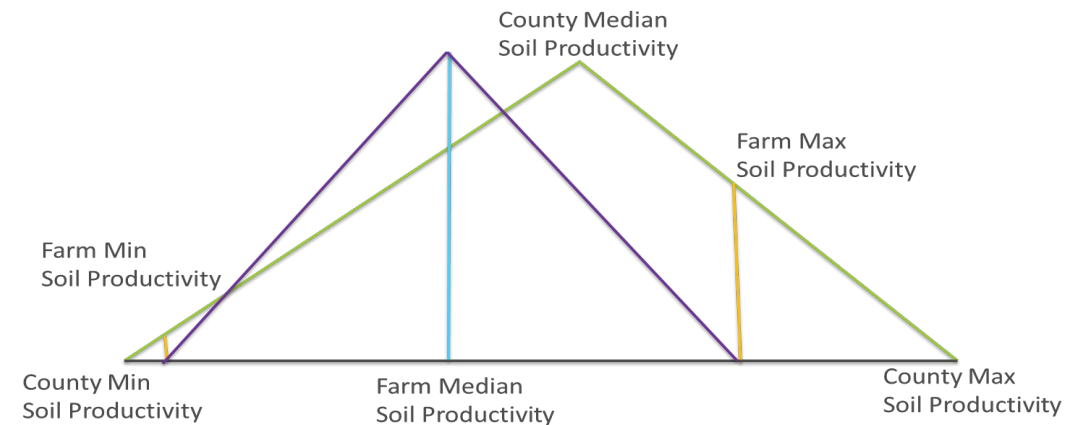 County Median
Soil Productivity
Farm Max
Soil Productivity
Farm Min
Soil Productivity
County Min
Soil Productivity
Farm Median
Soil Productivity
County Max
Soil Productivity